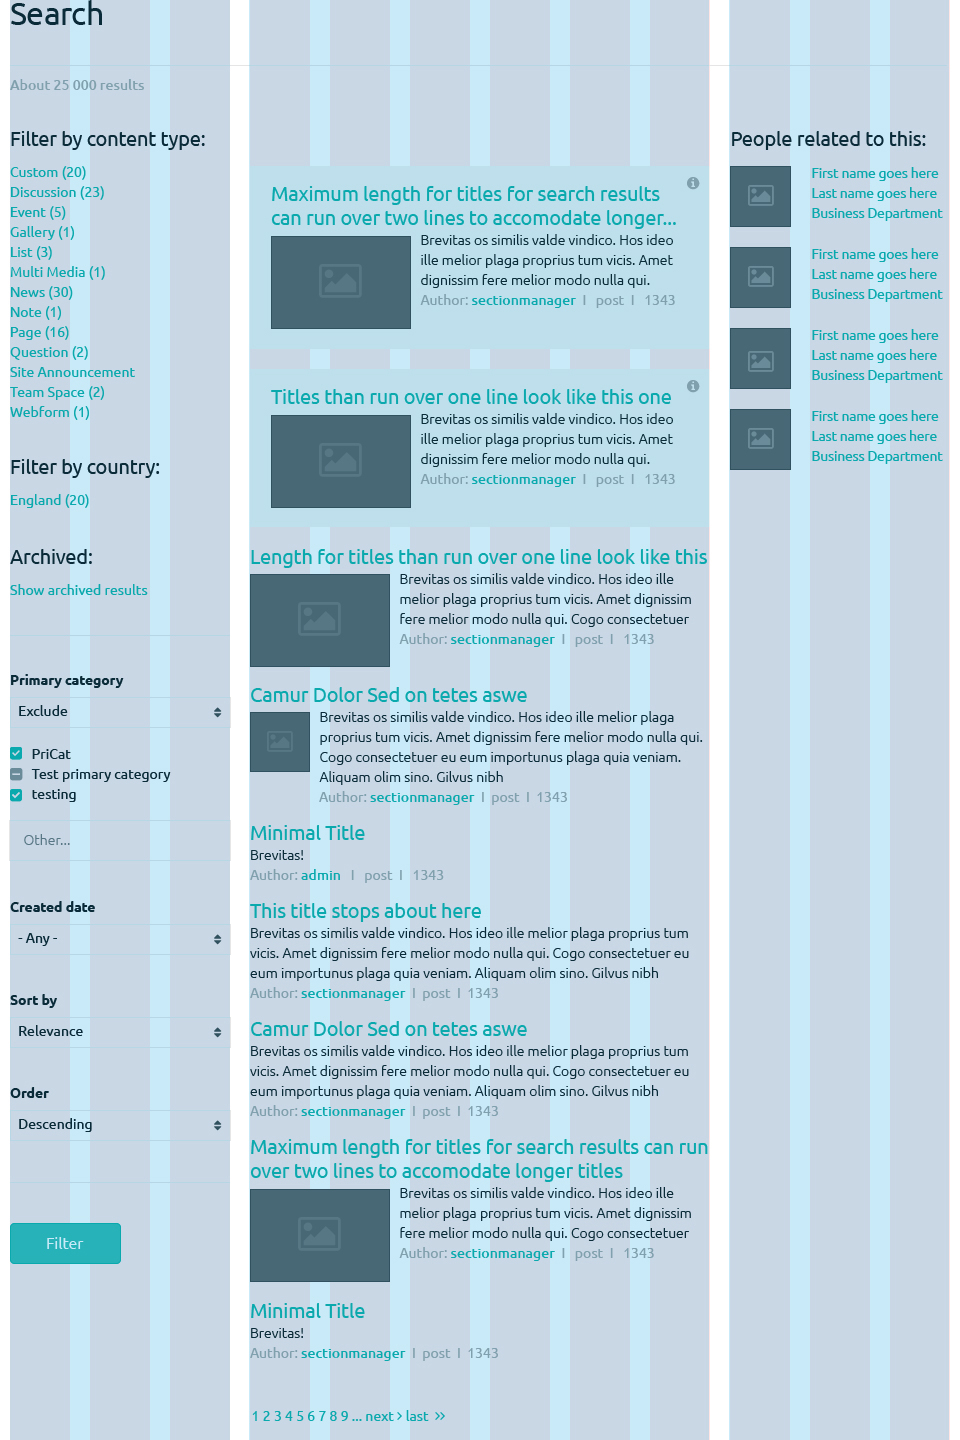 Search
About 25 000 results
Filter by content type:
Custom (20)
Discussion (23)
Event (5)
Gallery (1)
List (3)
Multi Media (1)
News (30)
Note (1)
Page (16)
Question (2)
Site Announcement
Team Space (2)
Webform (1)
Filter by country:
England (20)
Archived:
Show archived results
Primary category
Exclude
PriCat
Test primary category
testing
Other...
Created date
- Any -
Sort by
Relevance
Order
Descending
Filter
Maximum length for titles for search results
can run over two lines to accomodate longer...
Brevitas os similis valde vindico. Hos ideo
ille melior plaga proprius tum vicis. Amet
dignissim fere melior modo nulla qui.
Author: sectionmanager | post | 1343
Titles than run over one line look like this one
Brevitas os similis valde vindico. Hos ideo
ille melior plaga proprius tum vicis. Amet
dignissim fere melior modo nulla qui.
Author: sectionmanager | post | 1343
Length for titles than run over one line look like this
Brevitas os similis valde vindico. Hos ideo ille
melior plaga proprius tum vicis. Amet dignissim
fere melior modo nulla qui. Cogo consectetuer
Author: sectionmanager | post | 1343
Camur Dolor Sed on tetes aswe
Brevitas os similis valde vindico. Hos ideo ille melior plaga
proprius tum vicis. Amet dignissim fere melior modo nulla qui.
Cogo consectetuer eu eum importunus plaga quia veniam.
Aliquam olim sino. Gilvus nibh
Author: sectionmanager | post | 1343
Minimal Title
Brevitas!
Author: admin | post | 1343
This title stops about here
Brevitas os similis valde vindico. Hos ideo ille melior plaga proprius tum
vicis. Amet dignissim fere melior modo nulla qui. Cogo consectetuer eu
eum importunus plaga quia veniam. Aliquam olim sino. Gilvus nibh
Author: sectionmanager | post | 1343
Camur Dolor Sed on tetes aswe
Brevitas os similis valde vindico. Hos ideo ille melior plaga proprius tum
vicis. Amet dignissim fere melior modo nulla qui. Cogo consectetuer eu
eum importunus plaga quia veniam. Aliquam olim sino. Gilvus nibh
Author: sectionmanager | post | 1343
Maximum length for titles for search results can run
over two lines to accomodate longer titles
Brevitas os similis valde vindico. Hos ideo ille
melior plaga proprius tum vicis. Amet dignissim
fere melior modo nulla qui. Cogo consectetuer
Author: sectionmanager | post | 1343
Minimal Title
Brevitas!
Author: sectionmanager | post | 1343
1 2 3 4 5 6 7 8 9 ... next › last »
People related to this:
First name goes here
Last name goes here
Business Department
First name goes here
Last name goes here
Business Department
First name goes here
Last name goes here
Business Department
First name goes here
Last name goes here
Business Department